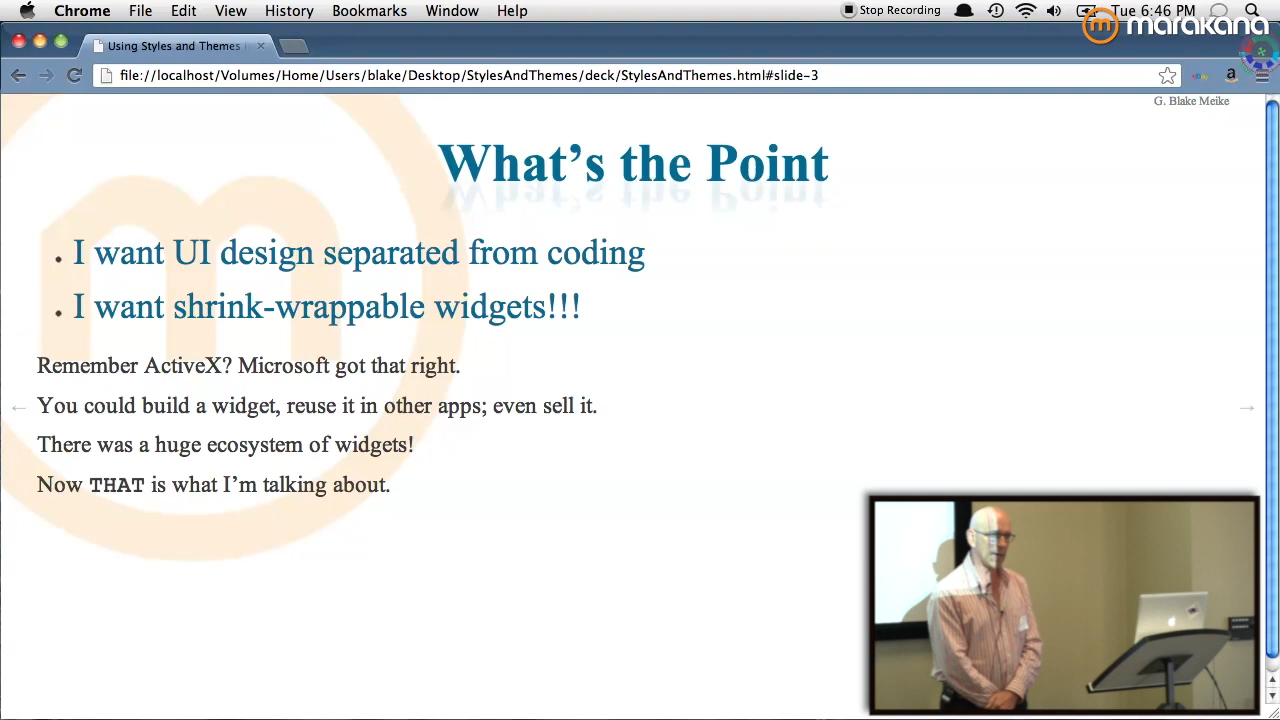 Chrome File Edit View History Bookmarks Window Help Stop Recording Tue 6:46 PM
marakana
Using Styles and Themes
file://localhost/Volumes/Home/Users/blake/Desktop/StylesAndThemes/deck/StylesAndThemes.html#slide-3
G. Blake Meike
What’s the Point
• I want UI design separated from coding
• I want shrink-wrappable widgets!!!
Remember ActiveX? Microsoft got that right.
You could build a widget, reuse it in other apps; even sell it.
There was a huge ecosystem of widgets!
Now THAT is what I’m talking about.